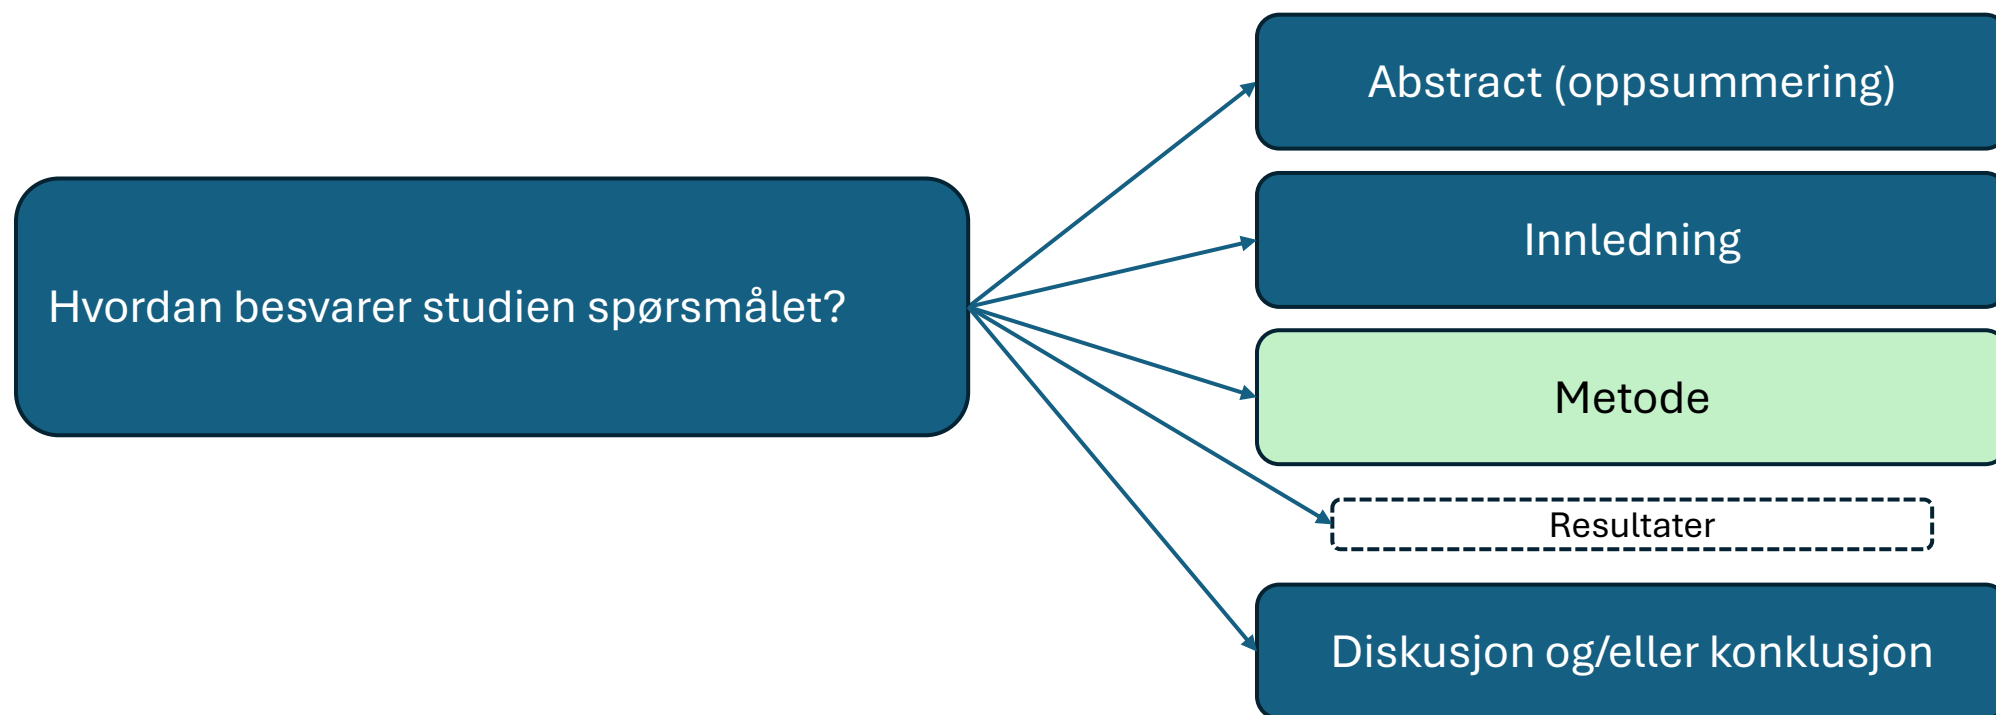 Hvordan besvarer studien spørsmålet?
Abstract (oppsummering)
Innledning
Metode
Resultater
Diskusjon og/eller konklusjon